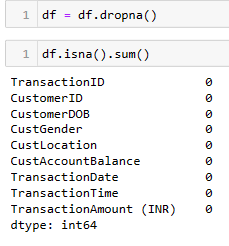 1 df = df.dropna()
1 df.isna().sum()
TransactionID 0
CustomerID 0
CustomerDOB 0
CustGender 0
CustLocation 0
CustAccountBalance 0
TransactionDate 0
TransactionTime 0
TransactionAmount (INR) 0
dtype: int64